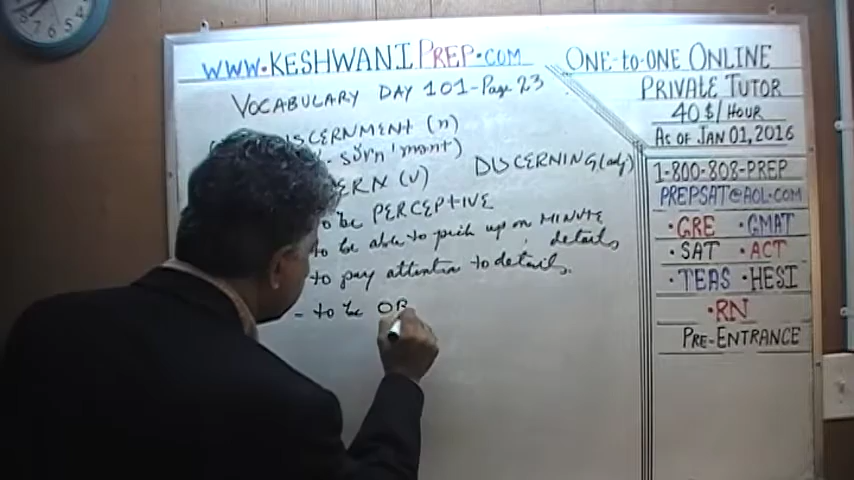 WWW.KESHWANIPREP.COM
VOCABULARY DAY 101-Page 23
DISCERNMENT (n)
-sûrn'mənt)
ERN (v)
DISCERNING (adj)
to be PERCEPTIVE
to be able to pick up on MINUTE
details
to pay attention to details.
- to be OB
ONE-to-ONE ONLINE
PRIVATE TUTOR
40$/HOUR
AS OF JAN 01, 2016
1-800-808-PREP
PREPSAT@AOL.COM
•GRE •GMAT
•SAT •ACT
•TEAS •HESI
•RN
PRE-ENTRANCE